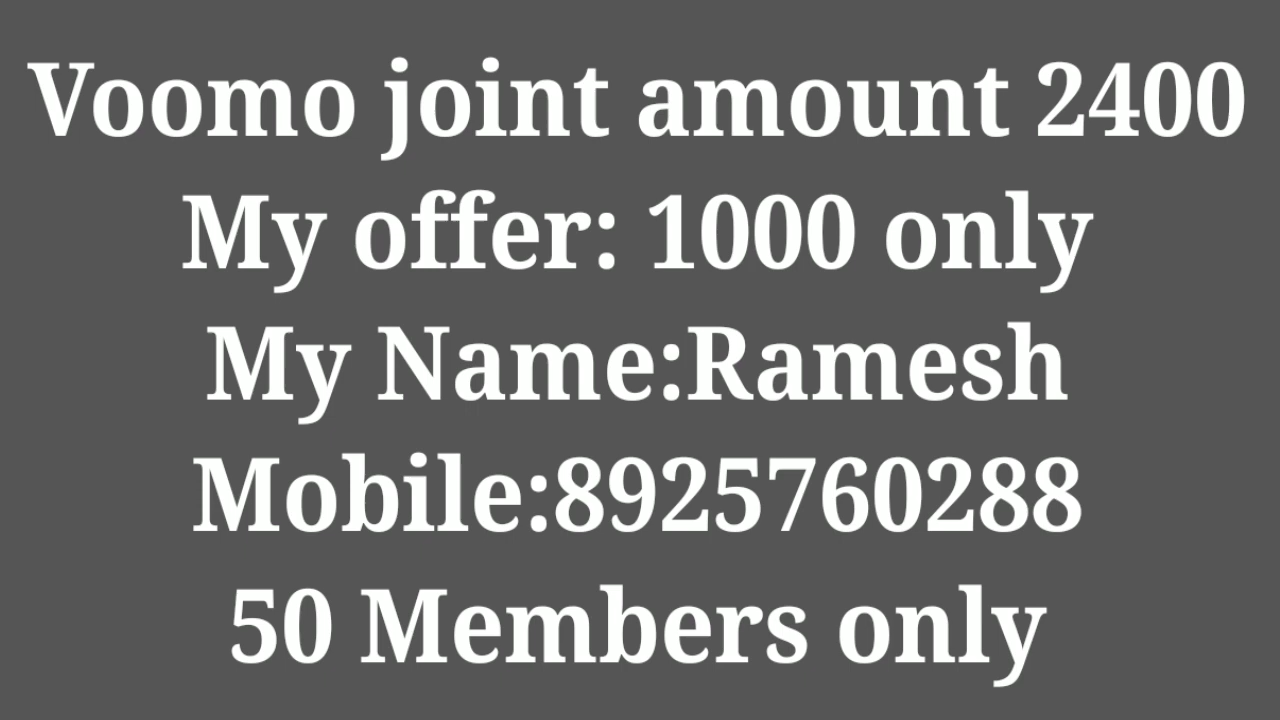 Voomo joint amount 2400
My offer: 1000 only
My Name:Ramesh
Mobile:8925760288
50 Members only